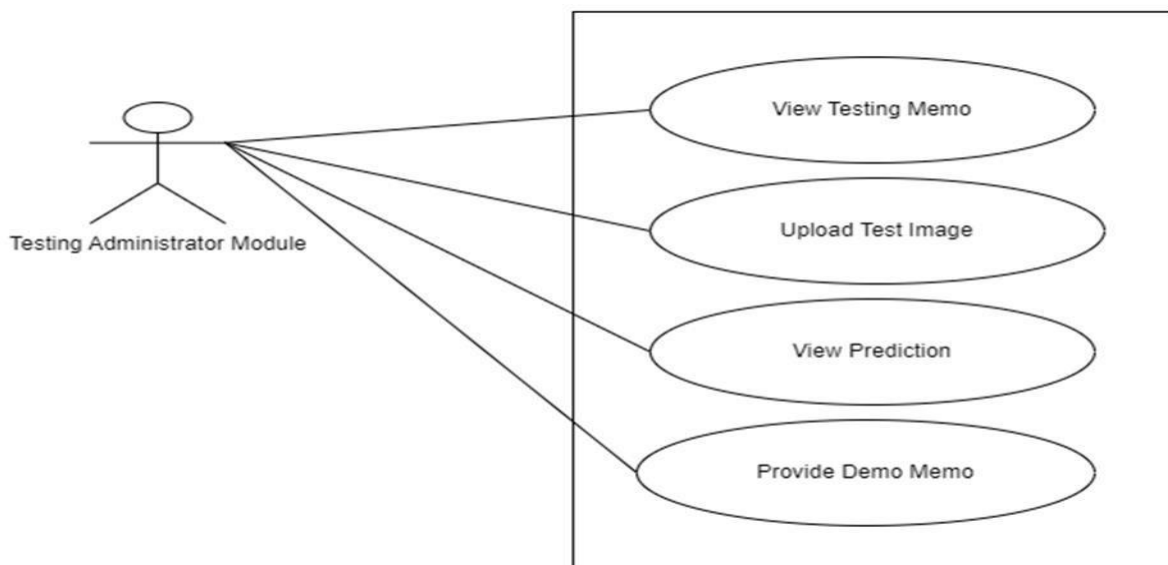 View Testing Memo
Upload Test Image
Testing Administrator Module
View Prediction
Provide Demo Memo